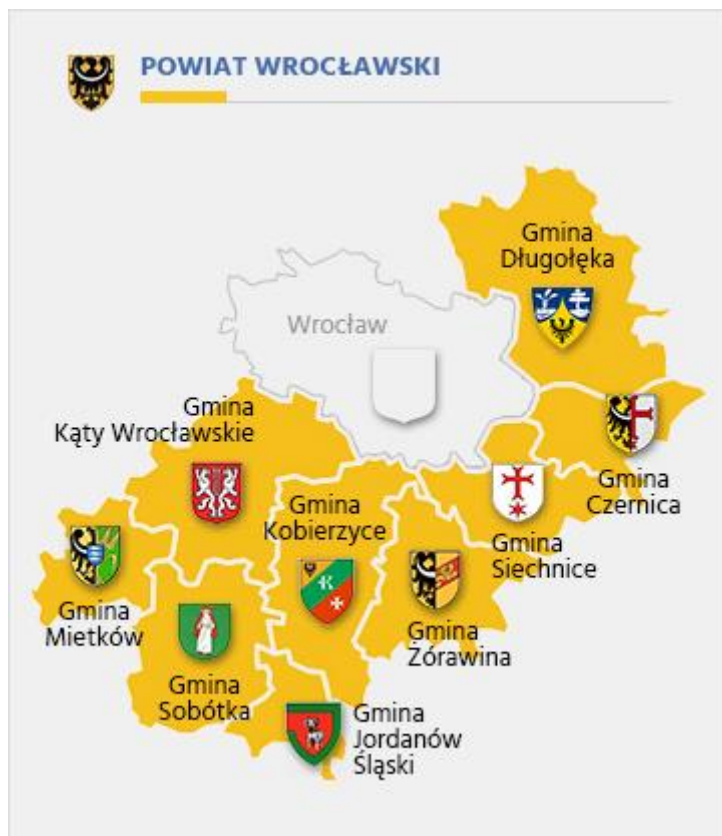 POWIAT WROCŁAWSKI
Gmina
Długołęka
Wrocław
Gmina
Kąty Wrocławskie
Gmina
Czernica
Gmina
Kobierzyce
Gmina
Siechnice
Gmina
Mietków
Gmina
Żórawina
Gmina
Sobótka
Gmina
Jordanów
Śląski
K